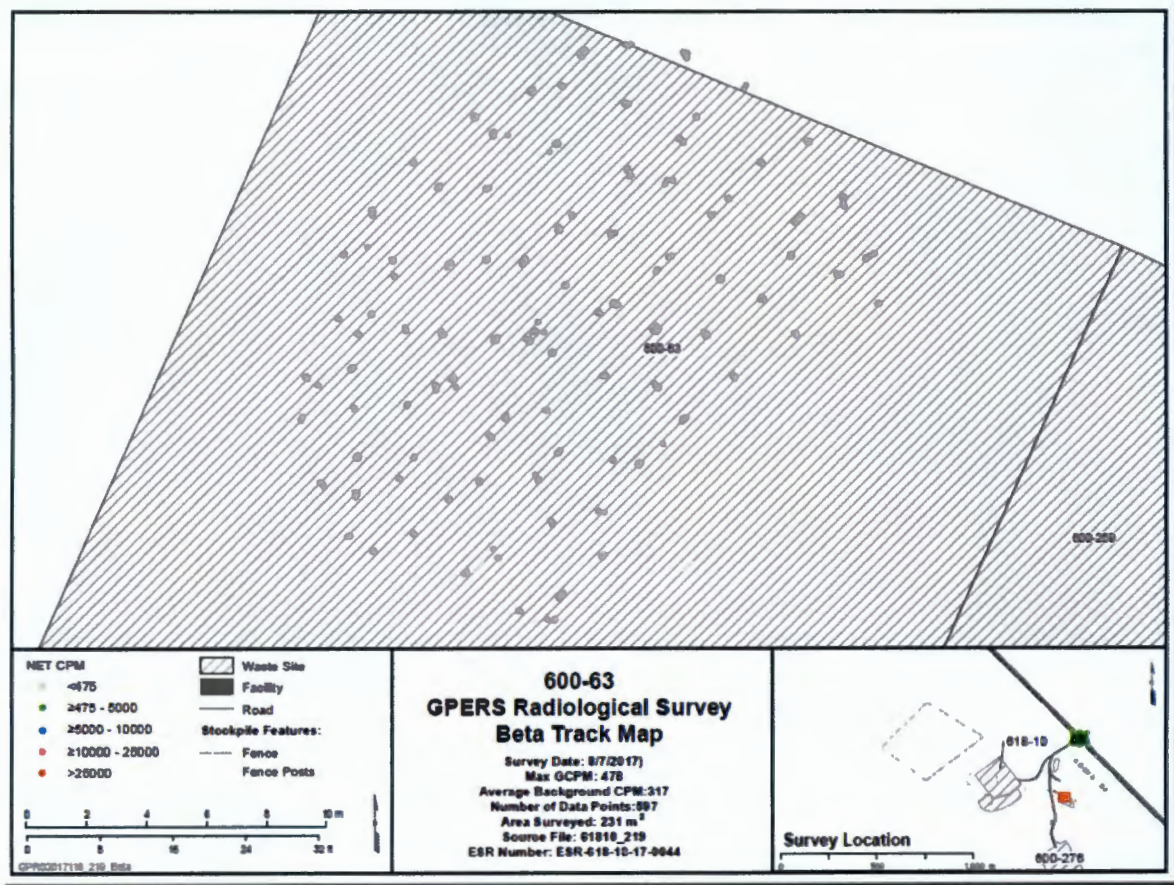 600-63
600-259
NET CPM
<475
≥475 - 5000
≥5000 - 10000
≥10000 - 25000
>25000
Waste Site
Facility
Road
Stockpile Features:
Fence
Fence Posts
0 2 4 6 8 10 m
0 8 16 24 32 ft
600-63
GPERS Radiological Survey
Beta Track Map
Survey Date: 8/7/2017)
Max GCPM: 478
Average Background CPM:317
Number of Data Points:597
Area Surveyed: 231 m²
Source File: 61810_219
ESR Number: ESR-618-10-17-0044
618-10
Survey Location
0 500 1,000 m
600-276